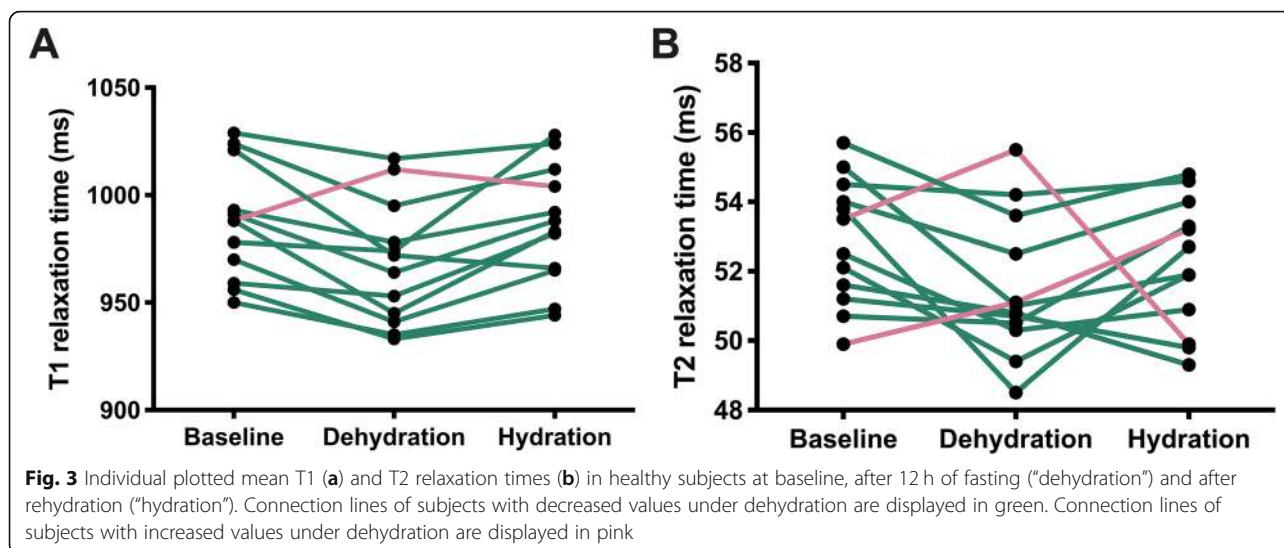 A
B
T1 relaxation time (ms)
1050
1000
950
900
Baseline Dehydration Hydration
T2 relaxation time (ms)
58
56
54
52
50
48
Baseline Dehydration Hydration
Fig. 3 Individual plotted mean T1 (a) and T2 relaxation times (b) in healthy subjects at baseline, after 12 h of fasting (“dehydration”) and after
rehydration (“hydration”). Connection lines of subjects with decreased values under dehydration are displayed in green. Connection lines of
subjects with increased values under dehydration are displayed in pink